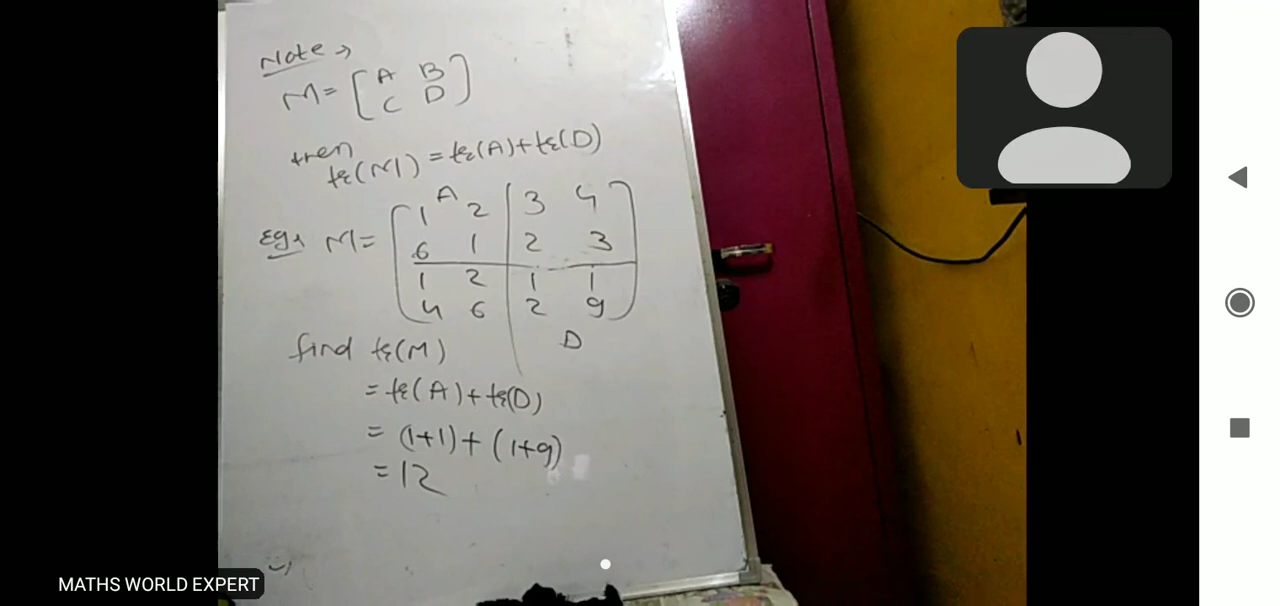 Note →
M = [ A B
C D ]
then
tr(M) = tr(A) + tr(D)
A
1 2 3 4
Eg: M = 6 1 2 3
1 2 1 1
4 6 2 9
D
find tr(M)
= tr(A) + tr(D)
= (1+1) + (1+9)
= 12
MATHS WORLD EXPERT